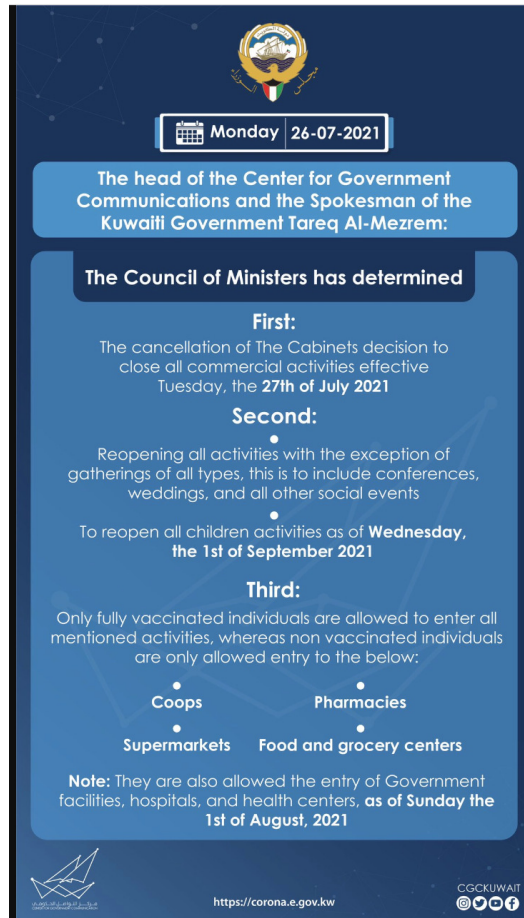 مجلس الوزراء
Monday 26-07-2021
The head of the Center for Government
Communications and the Spokesman of the
Kuwaiti Government Tareq Al-Mezrem:
The Council of Ministers has determined
First:
The cancellation of The Cabinets decision to
close all commercial activities effective
Tuesday, the 27th of July 2021
Second:
Reopening all activities with the exception of
gatherings of all types, this is to include conferences,
weddings, and all other social events
To reopen all children activities as of Wednesday,
the 1st of September 2021
Third:
Only fully vaccinated individuals are allowed to enter all
mentioned activities, whereas non vaccinated individuals
are only allowed entry to the below:
Coops Pharmacies
Supermarkets Food and grocery centers
Note: They are also allowed the entry of Government
facilities, hospitals, and health centers, as of Sunday the
1st of August, 2021
مركز التواصل الحكومي
https://corona.e.gov.kw
CGCKUWAIT